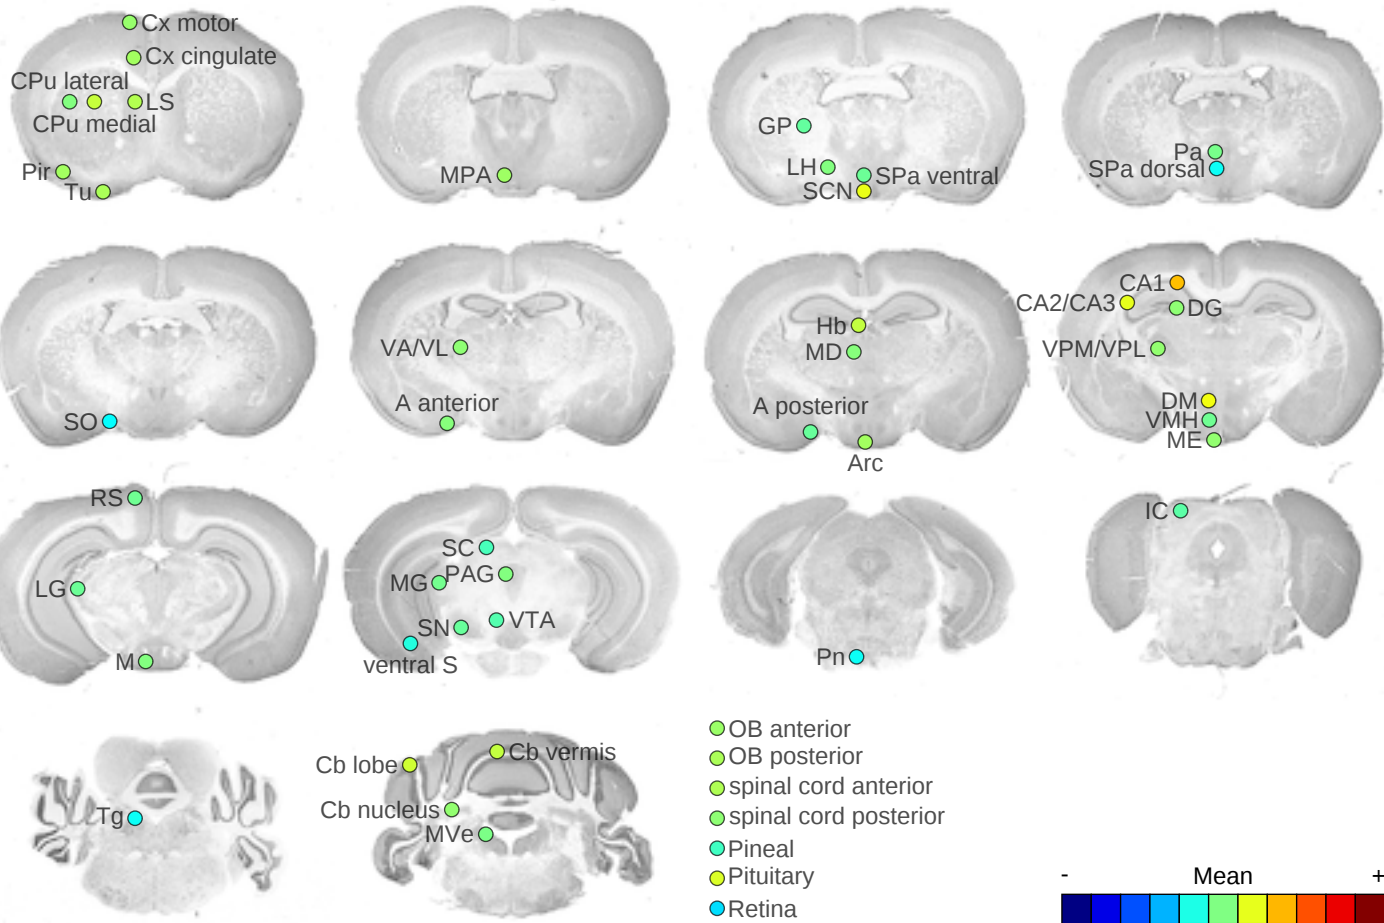 Cx motor
Cx cingulate
CPu lateral
LS
CPu medial
Pir
Tu
MPA
GP
LH
SPa ventral
SCN
Pa
SPa dorsal
SO
VA/VL
A anterior
Hb
MD
A posterior
Arc
CA1
CA2/CA3
DG
VPM/VPL
DM
VMH
ME
RS
LG
M
SC
MG
PAG
SN
VTA
ventral S
Pn
IC
Tg
Cb lobe
Cb vermis
Cb nucleus
MVe
OB anterior
OB posterior
spinal cord anterior
spinal cord posterior
Pineal
Pituitary
Retina
- Mean +